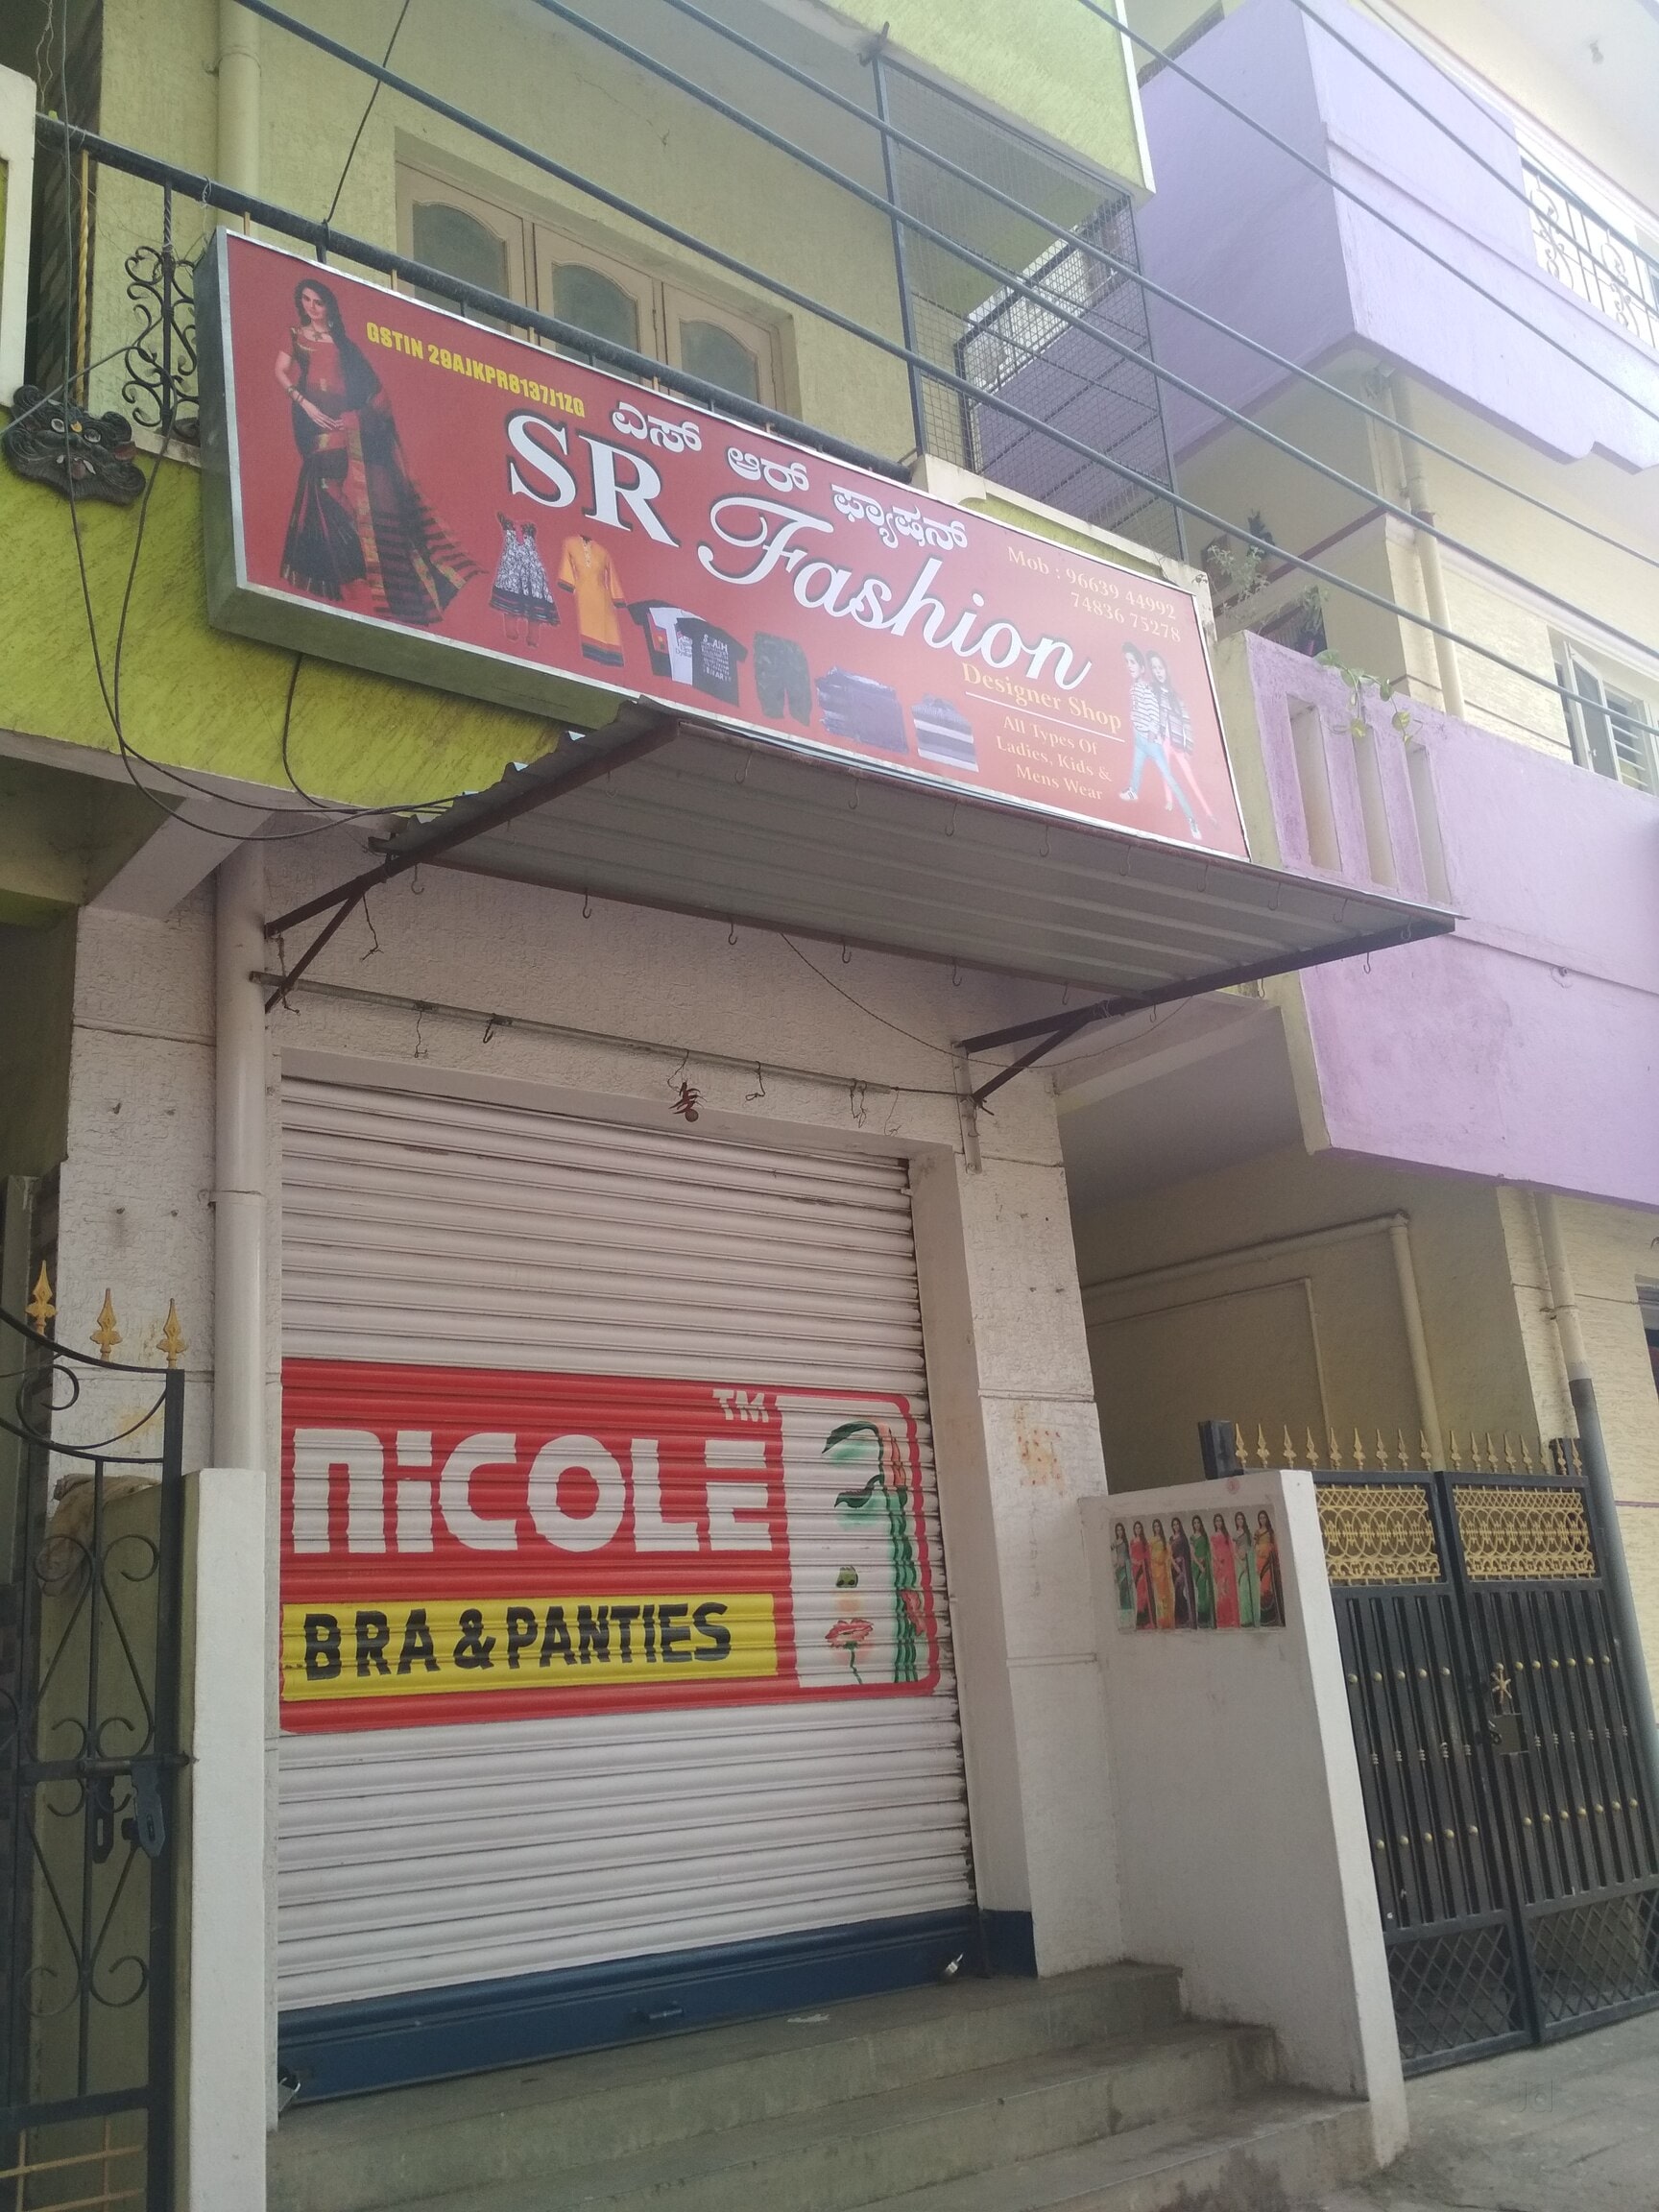 GSTIN 29AJKPR8137J1ZG
ಎಸ್ ಆರ್ ಫ್ಯಾಷನ್
SR Fashion
Mob : 96639 44992
74836 75278
Designer Shop
All Types Of
Ladies, Kids &
Mens Wear
NiCOLE TM
BRA & PANTIES
Jd